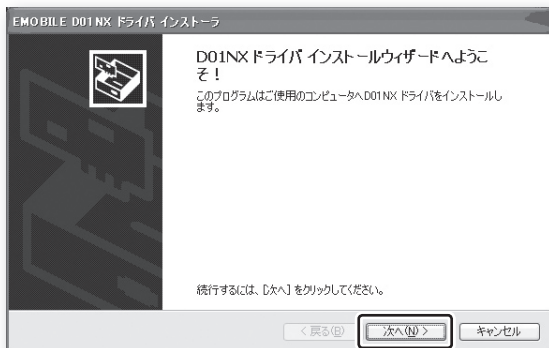 EMOBILE D01NX ドライバ インストーラ
D01NX ドライバ インストールウィザードへようこ
そ！
このプログラムはご使用のコンピュータへD01NX ドライバをインストールし
ます。
続行するには、[次へ] をクリックしてください。
< 戻る(B)
次へ(N) >
キャンセル